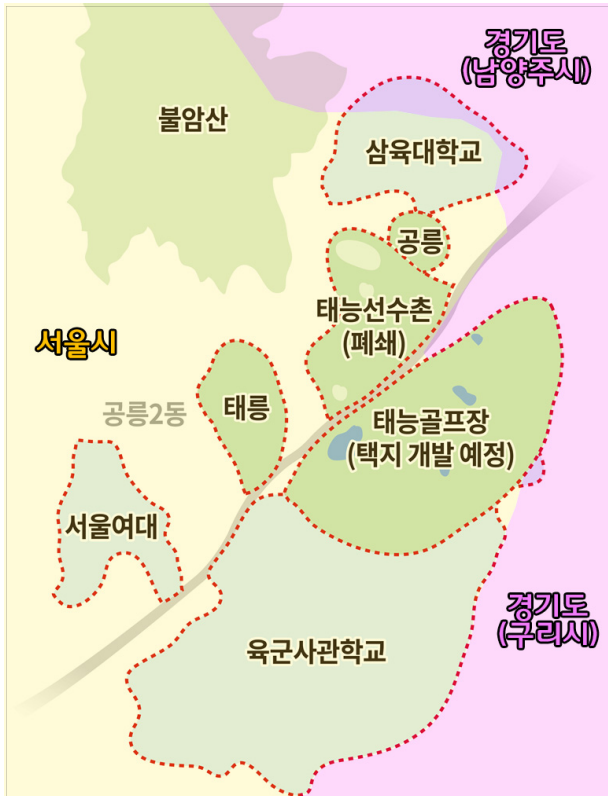 경기도
(남양주시)
불암산
삼육대학교
공릉
태능선수촌
(폐쇄)
서울시
공릉2동
태릉
태능골프장
(택지 개발 예정)
서울여대
경기도
(구리시)
육군사관학교